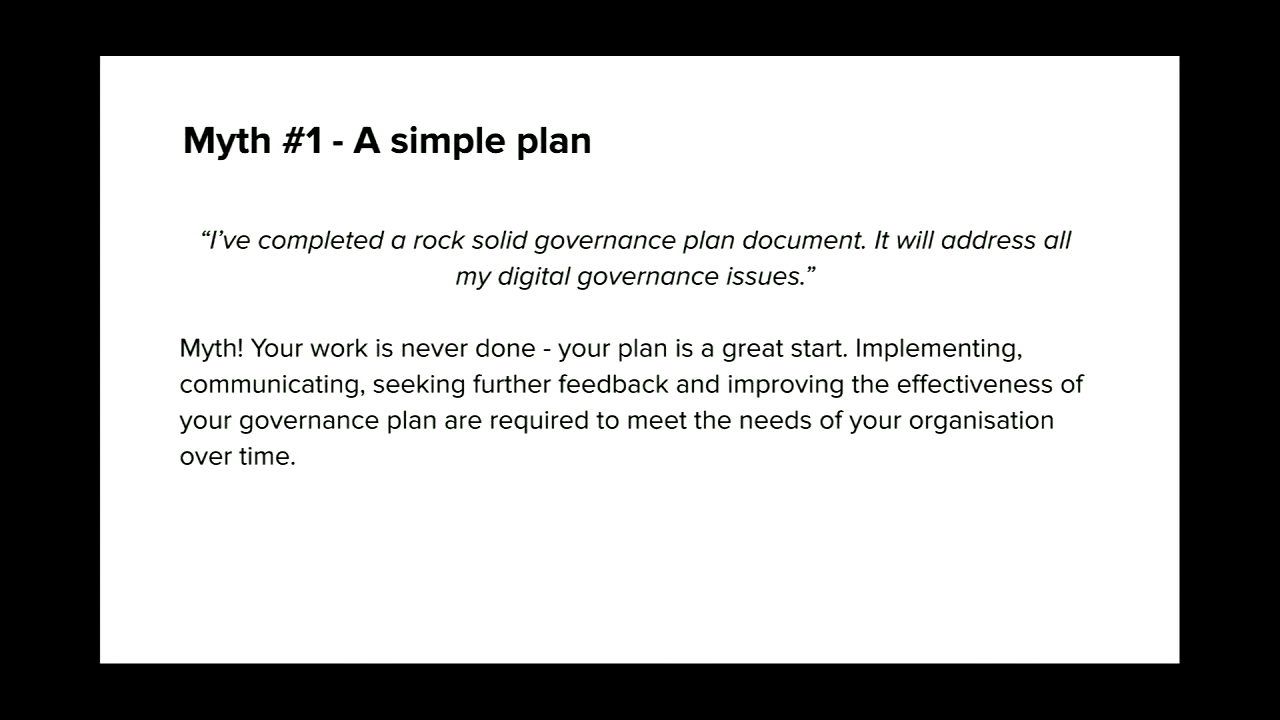 Myth #1 - A simple plan
“I’ve completed a rock solid governance plan document. It will address all
my digital governance issues.”
Myth! Your work is never done - your plan is a great start. Implementing,
communicating, seeking further feedback and improving the effectiveness of
your governance plan are required to meet the needs of your organisation
over time.